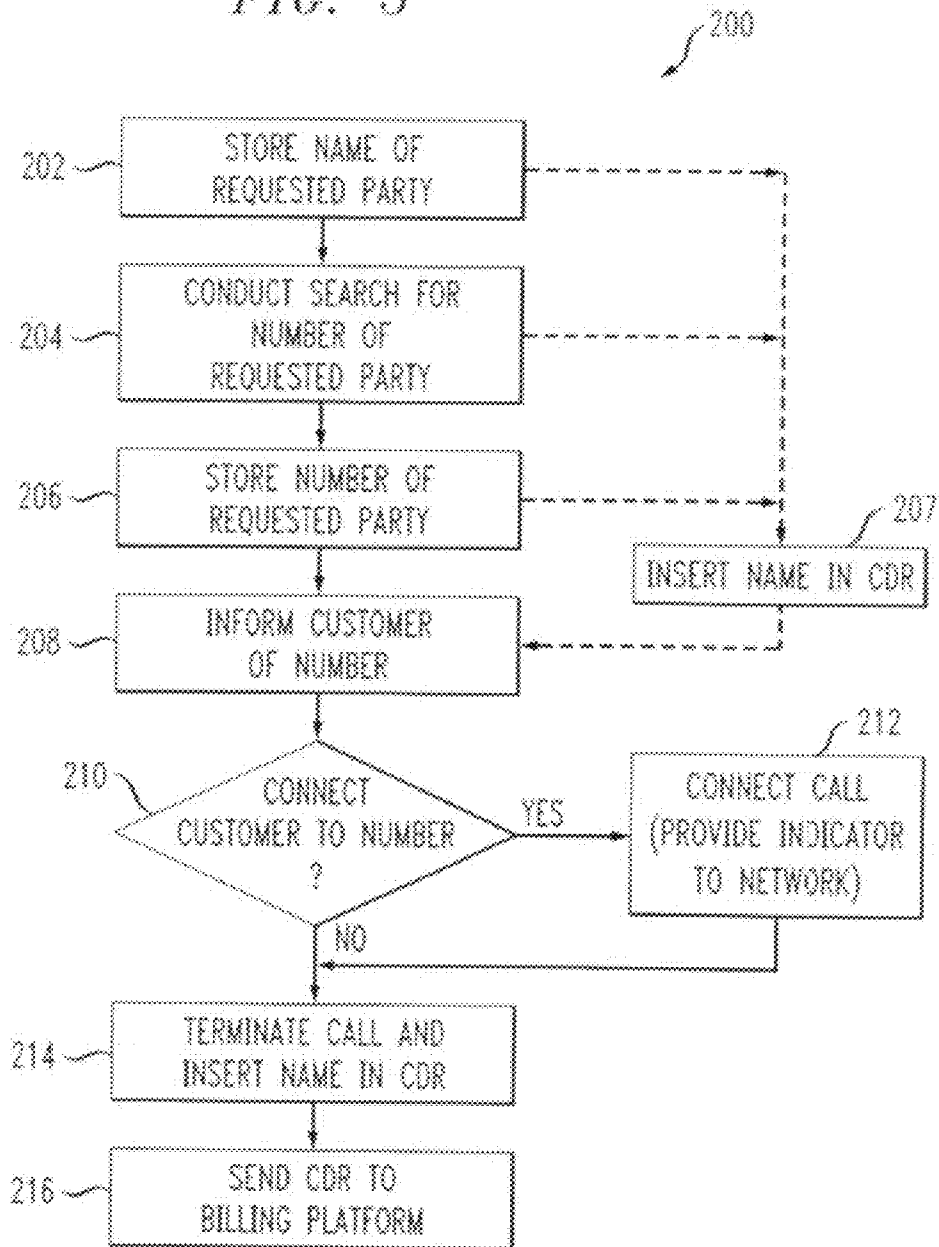 200
202
STORE NAME OF
REQUESTED PARTY
204
CONDUCT SEARCH FOR
NUMBER OF
REQUESTED PARTY
206
STORE NUMBER OF
REQUESTED PARTY
207
INSERT NAME IN CDR
208
INFORM CUSTOMER
OF NUMBER
210
CONNECT
CUSTOMER TO NUMBER
?
YES
212
CONNECT CALL
(PROVIDE INDICATOR
TO NETWORK)
NO
214
TERMINATE CALL AND
INSERT NAME IN CDR
216
SEND CDR TO
BILLING PLATFORM